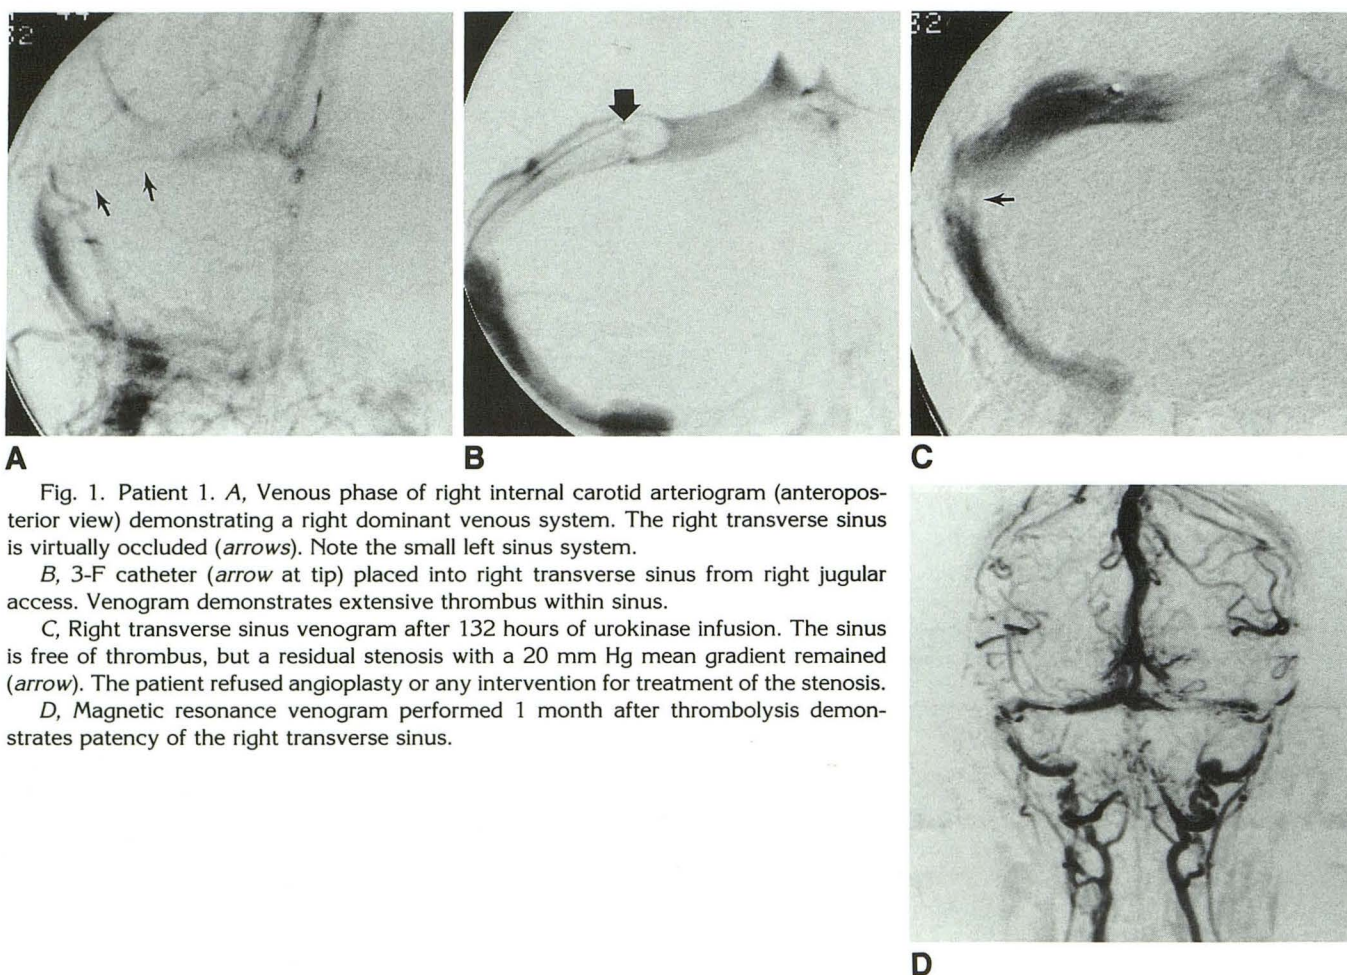 32
32
A
B
C
Fig. 1. Patient 1. A, Venous phase of right internal carotid arteriogram (anteropos-
terior view) demonstrating a right dominant venous system. The right transverse sinus
is virtually occluded (arrows). Note the small left sinus system.
B, 3-F catheter (arrow at tip) placed into right transverse sinus from right jugular
access. Venogram demonstrates extensive thrombus within sinus.
C, Right transverse sinus venogram after 132 hours of urokinase infusion. The sinus
is free of thrombus, but a residual stenosis with a 20 mm Hg mean gradient remained
(arrow). The patient refused angioplasty or any intervention for treatment of the stenosis.
D, Magnetic resonance venogram performed 1 month after thrombolysis demon-
strates patency of the right transverse sinus.
D